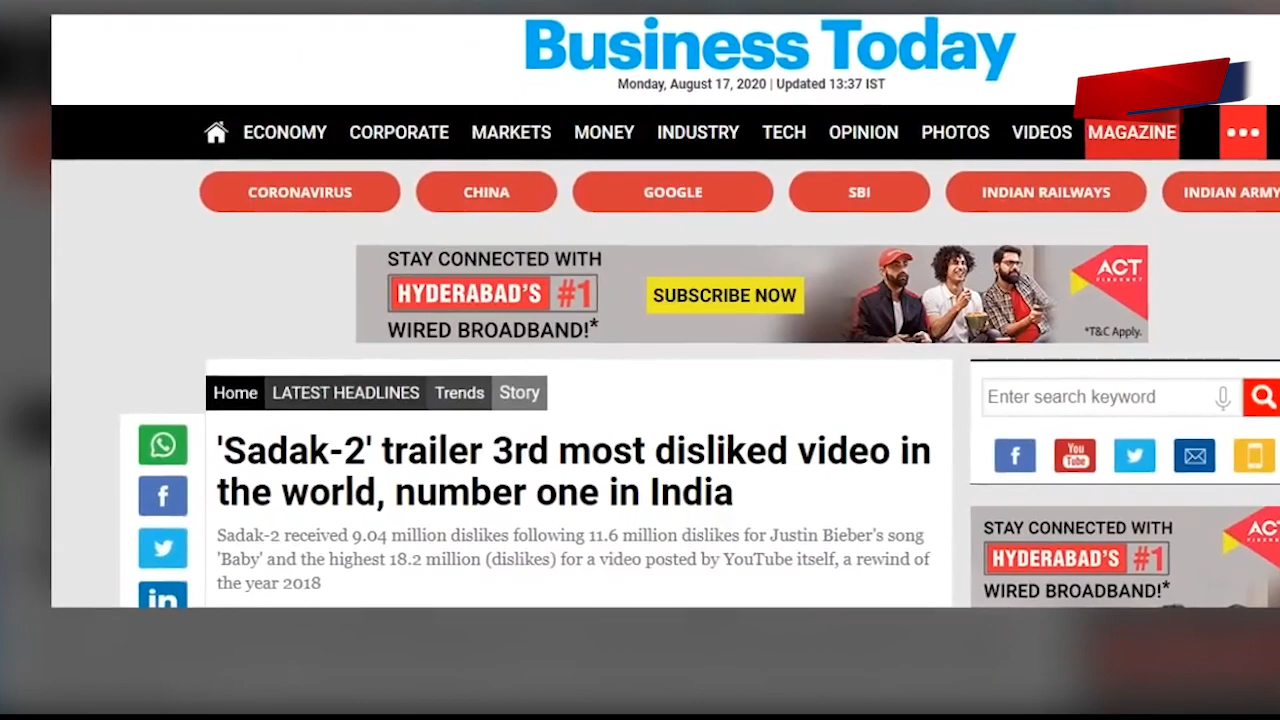 Business Today
Monday, August 17, 2020 | Updated 13:37 IST
ECONOMY CORPORATE MARKETS MONEY INDUSTRY TECH OPINION PHOTOS VIDEOS MAGAZINE
CORONAVIRUS CHINA GOOGLE SBI INDIAN RAILWAYS INDIAN ARMY
STAY CONNECTED WITH
HYDERABAD'S #1
WIRED BROADBAND!*
SUBSCRIBE NOW
ACT
FIBERNET
*T&C Apply.
Home LATEST HEADLINES Trends Story
'Sadak-2' trailer 3rd most disliked video in
the world, number one in India
Sadak-2 received 9.04 million dislikes following 11.6 million dislikes for Justin Bieber's song
'Baby' and the highest 18.2 million (dislikes) for a video posted by YouTube itself, a rewind of
the year 2018
Enter search keyword
You
Tube
STAY CONNECTED WITH
HYDERABAD'S #1
WIRED BROADBAND!*